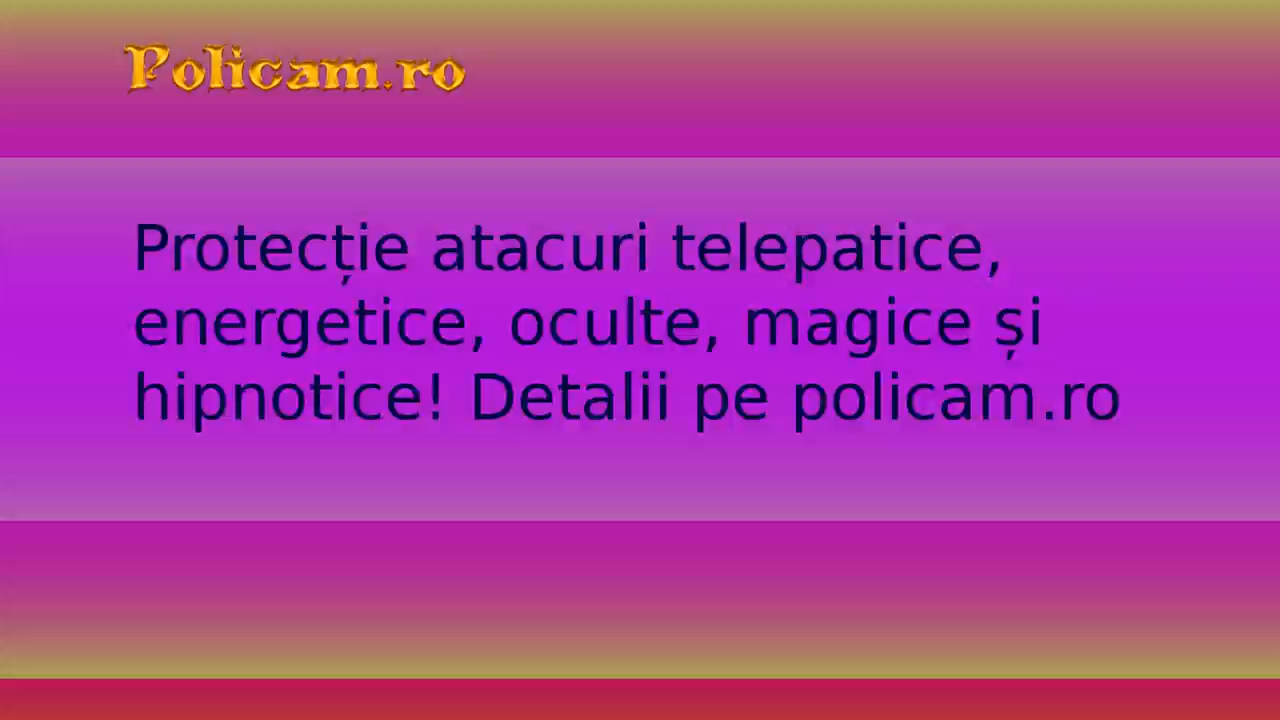 Policam.ro
Protecție atacuri telepatice,
energetice, oculte, magice și
hipnotice! Detalii pe policam.ro